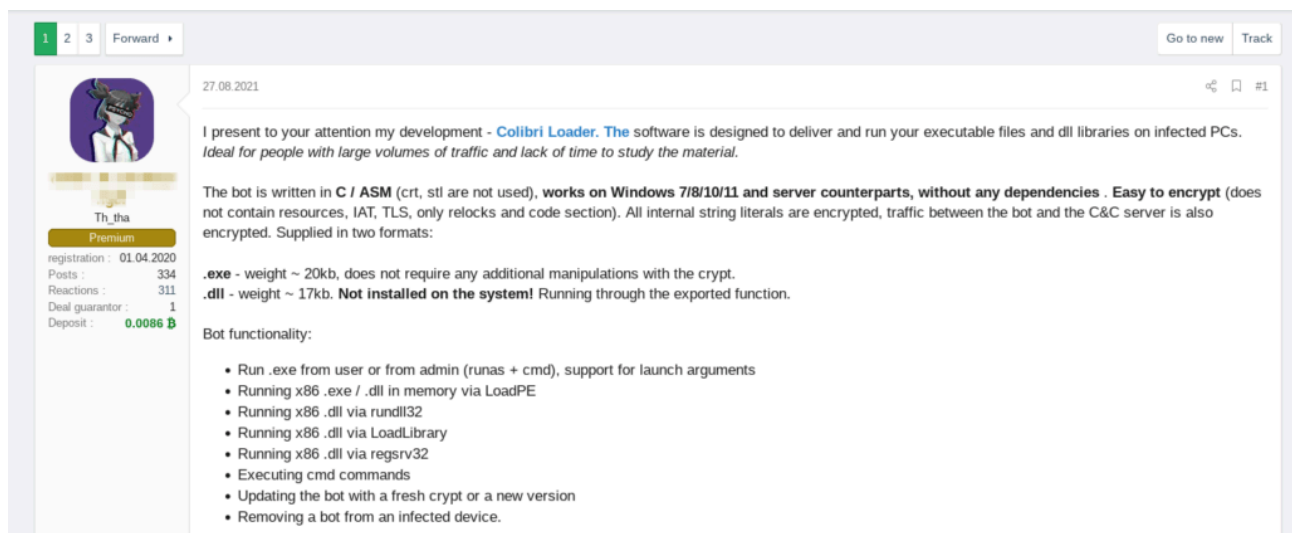 1 2 3 Forward
Go to new Track
27.08.2021
#1
I present to your attention my development - Colibri Loader. The software is designed to deliver and run your executable files and dll libraries on infected PCs.
Ideal for people with large volumes of traffic and lack of time to study the material.
The bot is written in C / ASM (crt, stl are not used), works on Windows 7/8/10/11 and server counterparts, without any dependencies . Easy to encrypt (does
not contain resources, IAT, TLS, only relocks and code section). All internal string literals are encrypted, traffic between the bot and the C&C server is also
encrypted. Supplied in two formats:
.exe - weight ~ 20kb, does not require any additional manipulations with the crypt.
.dll - weight ~ 17kb. Not installed on the system! Running through the exported function.
Bot functionality:
• Run .exe from user or from admin (runas + cmd), support for launch arguments
• Running x86 .exe / .dll in memory via LoadPE
• Running x86 .dll via rundll32
• Running x86 .dll via LoadLibrary
• Running x86 .dll via regsrv32
• Executing cmd commands
• Updating the bot with a fresh crypt or a new version
• Removing a bot from an infected device.
PSYCHO
Th_tha
Premium
registration : 01.04.2020
Posts : 334
Reactions : 311
Deal guarantor : 1
Deposit : 0.0086 ₿